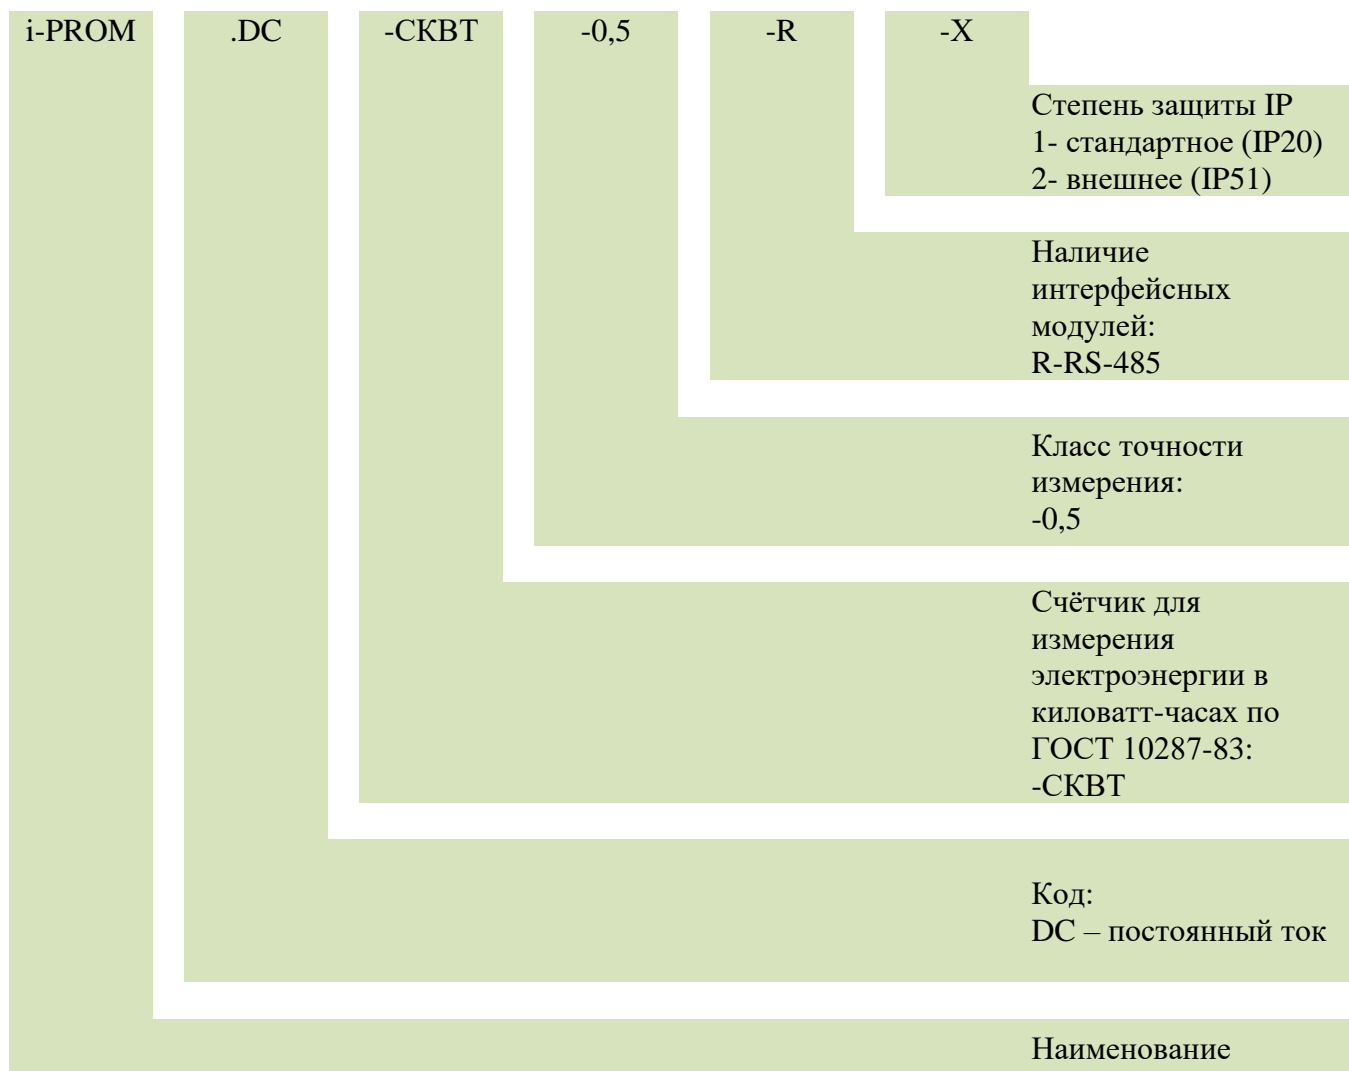 i-PROM .DC -СКВТ -0,5 -R -X
Степень защиты IP
1- стандартное (IP20)
2- внешнее (IP51)
Наличие
интерфейсных
модулей:
R-RS-485
Класс точности
измерения:
-0,5
Счётчик для
измерения
электроэнергии в
киловатт-часах по
ГОСТ 10287-83:
-СКВТ
Код:
DC – постоянный ток
Наименование